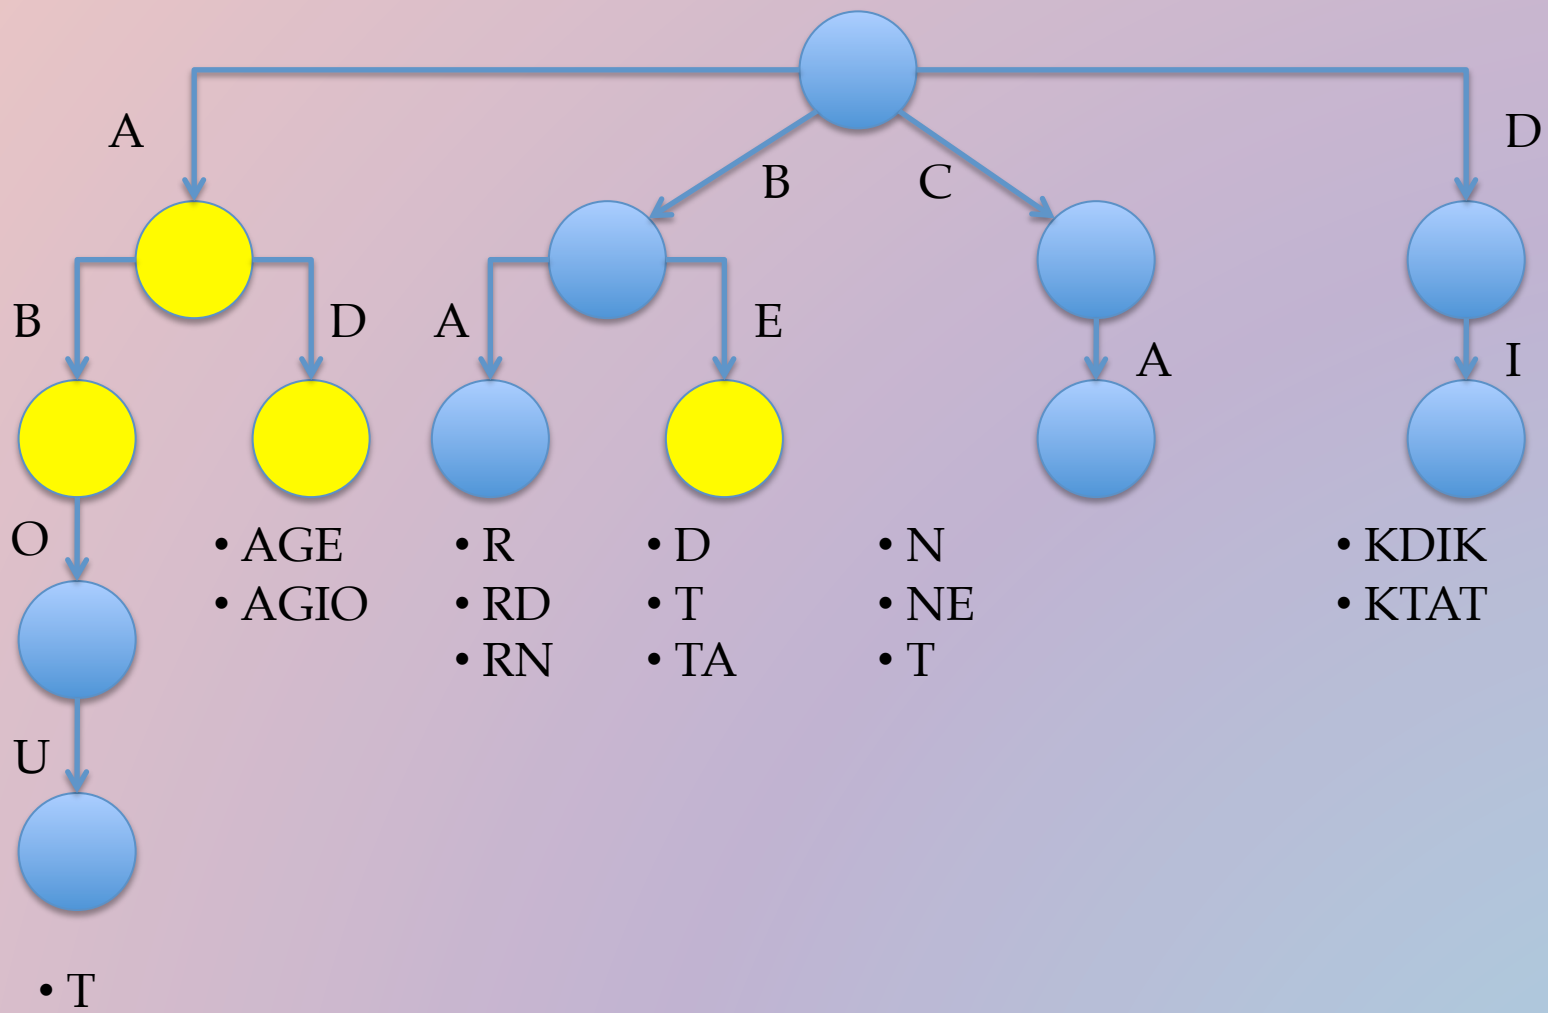 A
D
B
C
B
D
A
E
A
I
O
• AGE
• AGIO
• R
• RD
• RN
• D
• T
• TA
• N
• NE
• T
• KDIK
• KTAT
U
• T